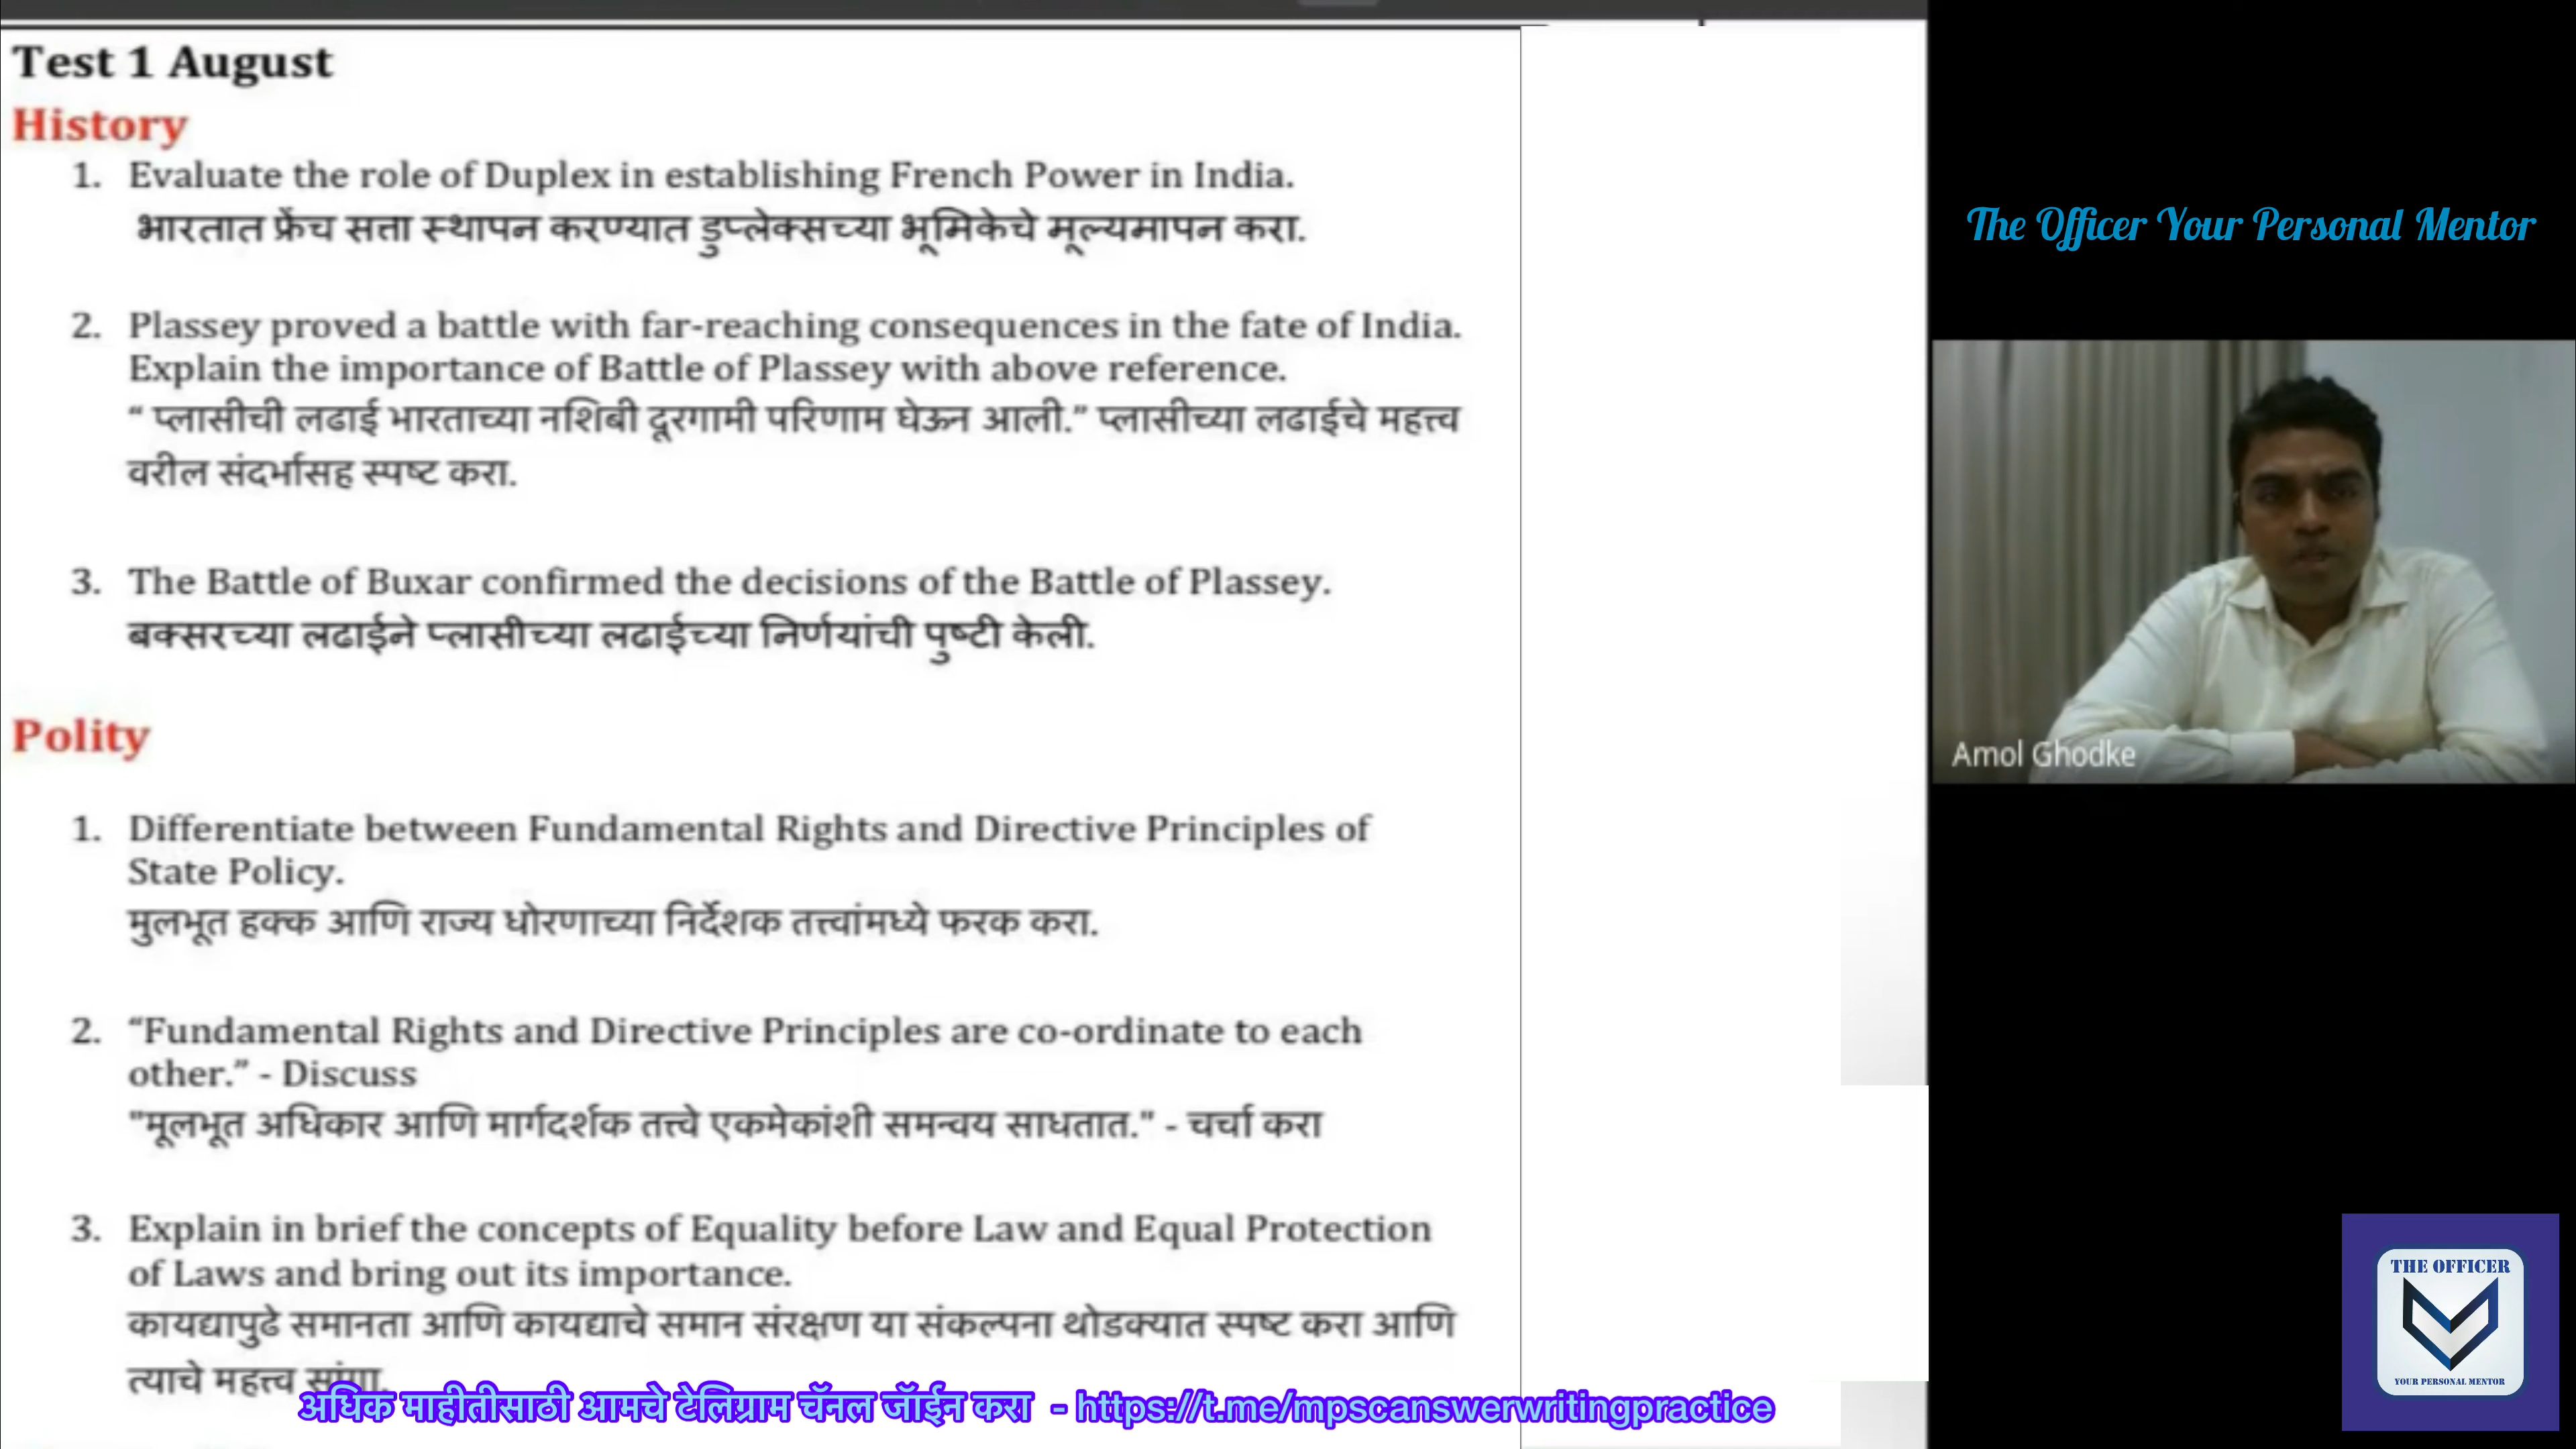 Test 1 August
History
1. Evaluate the role of Duplex in establishing French Power in India.
भारतात फ्रेंच सत्ता स्थापन करण्यात डुप्लेक्सच्या भूमिकेचे मूल्यमापन करा.
2. Plassey proved a battle with far-reaching consequences in the fate of India.
Explain the importance of Battle of Plassey with above reference.
“ प्लासीची लढाई भारताच्या नशिबी दूरगामी परिणाम घेऊन आली.” प्लासीच्या लढाईचे महत्त्व
वरील संदर्भासह स्पष्ट करा.
3. The Battle of Buxar confirmed the decisions of the Battle of Plassey.
बक्सरच्या लढाईने प्लासीच्या लढाईच्या निर्णयांची पुष्टी केली.
Polity
1. Differentiate between Fundamental Rights and Directive Principles of
State Policy.
मुलभूत हक्क आणि राज्य धोरणाच्या निर्देशक तत्त्वांमध्ये फरक करा.
2. “Fundamental Rights and Directive Principles are co-ordinate to each
other.” - Discuss
"मूलभूत अधिकार आणि मार्गदर्शक तत्त्वे एकमेकांशी समन्वय साधतात." - चर्चा करा
3. Explain in brief the concepts of Equality before Law and Equal Protection
of Laws and bring out its importance.
कायद्यापुढे समानता आणि कायद्याचे समान संरक्षण या संकल्पना थोडक्यात स्पष्ट करा आणि
त्याचे महत्त्व सांगा.
अधिक माहीतीसाठी आमचे टेलिग्राम चॅनल जॉईन करा - https://t.me/mpscanswerwritingpractice
The Officer Your Personal Mentor
Amol Ghodke
THE OFFICER
YOUR PERSONAL MENTOR